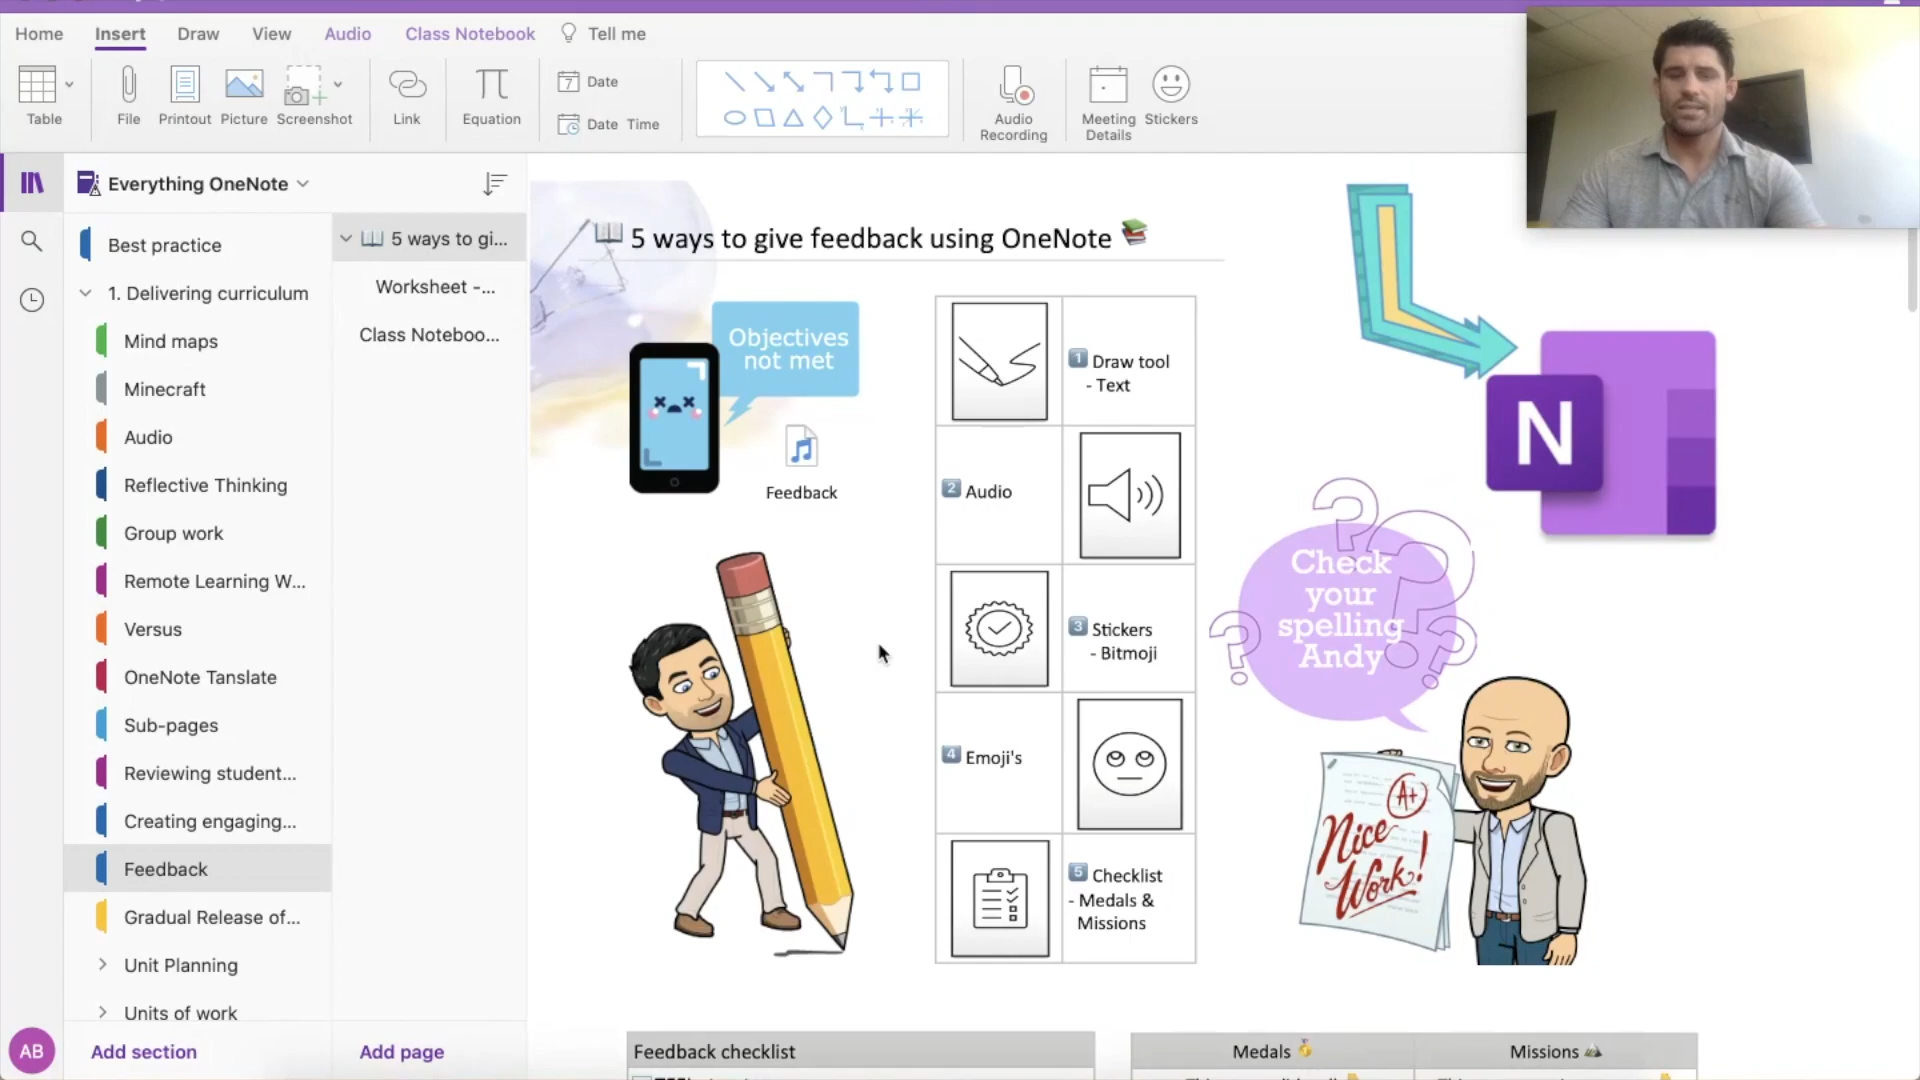 Home Insert Draw View Audio Class Notebook Tell me
Table File Printout Picture Screenshot Link Equation
7 Date
Date Time
Audio Recording
Meeting Details
Stickers
Everything OneNote
Best practice
1. Delivering curriculum
Mind maps
Minecraft
Audio
Reflective Thinking
Group work
Remote Learning W...
Versus
OneNote Tanslate
Sub-pages
Reviewing student...
Creating engaging...
Feedback
Gradual Release of...
Unit Planning
Units of work
AB
Add section
5 ways to gi...
Worksheet -...
Class Noteboo...
Add page
5 ways to give feedback using OneNote
Objectives
not met
Feedback
1 Draw tool
- Text
2 Audio
3 Stickers
- Bitmoji
4 Emoji's
5 Checklist
- Medals &
Missions
N
Check
your
spelling
Andy
A+
Nice
Work!
Feedback checklist
Medals
Missions